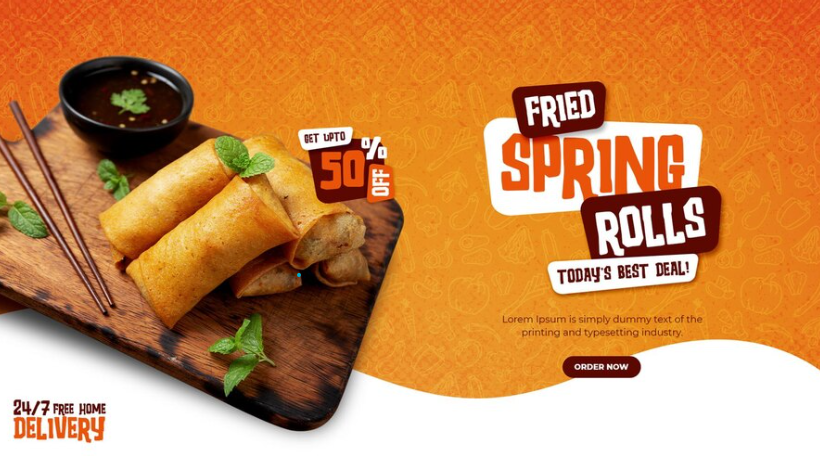 GET UPTO
50%
OFF
FRIED
SPRING
ROLLS
TODAY'S BEST DEAL!
Lorem Ipsum is simply dummy text of the
printing and typesetting industry.
ORDER NOW
24/7 FREE HOME
DELIVERY